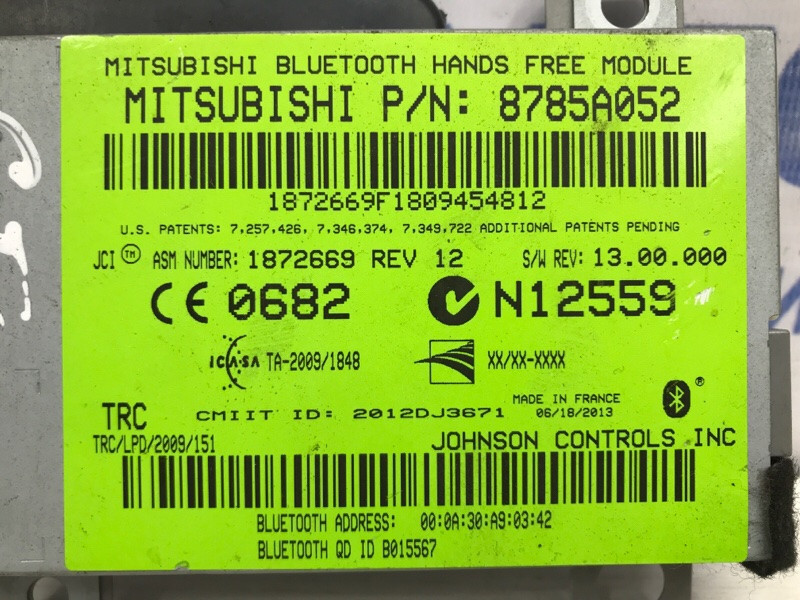 MITSUBISHI BLUETOOTH HANDS FREE MODULE
MITSUBISHI P/N: 8785A052
1872669F1809454812
U.S. PATENTS: 7,257,426, 7,346,374, 7,349,722 ADDITIONAL PATENTS PENDING
JCI ™ ASM NUMBER: 1872669 REV 12 S/W REV: 13.00.000
CE 0682 N12559
ICASA TA-2009/1848 XX/XX-XXXX
MADE IN FRANCE
06/18/2013
®
TRC CMIIT ID: 2012DJ3671
TRC/LPD/2009/151 JOHNSON CONTROLS INC
BLUETOOTH ADDRESS: 00:0A:30:A9:03:42
BLUETOOTH QD ID B015567